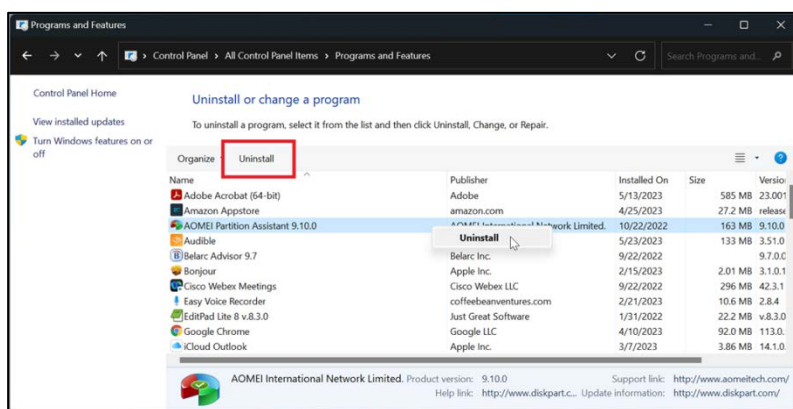 Programs and Features
Control Panel > All Control Panel Items > Programs and Features Search Programs and...
Control Panel Home
View installed updates
Turn Windows features on or off
Uninstall or change a program
To uninstall a program, select it from the list and then click Uninstall, Change, or Repair.
Organize Uninstall
Name Publisher Installed On Size Versio
Adobe Acrobat (64-bit) Adobe 5/13/2023 585 MB 23.001
Amazon Appstore amazon.com 4/25/2023 27.2 MB release
AOMEI Partition Assistant 9.10.0 AOMEI International Network Limited. 10/22/2022 163 MB 9.10.0
Uninstall
Audible 5/23/2023 133 MB 3.51.0
Belarc Advisor 9.7 Belarc Inc. 9/22/2022 9.7.0.0
Bonjour Apple Inc. 2/15/2023 2.01 MB 3.1.0.1
Cisco Webex Meetings Cisco Webex LLC 9/22/2022 296 MB 42.3.1
Easy Voice Recorder coffeebeanventures.com 2/21/2023 10.6 MB 2.8.4
EditPad Lite 8 v.8.3.0 Just Great Software 1/31/2022 22.2 MB v.8.3.0
Google Chrome Google LLC 4/10/2023 92.0 MB 113.0.
iCloud Outlook Apple Inc. 3/7/2023 3.86 MB 14.1.0.
AOMEI International Network Limited. Product version: 9.10.0 Support link: http://www.aomeitech.com/
Help link: http://www.diskpart.c... Update information: http://www.diskpart.com/